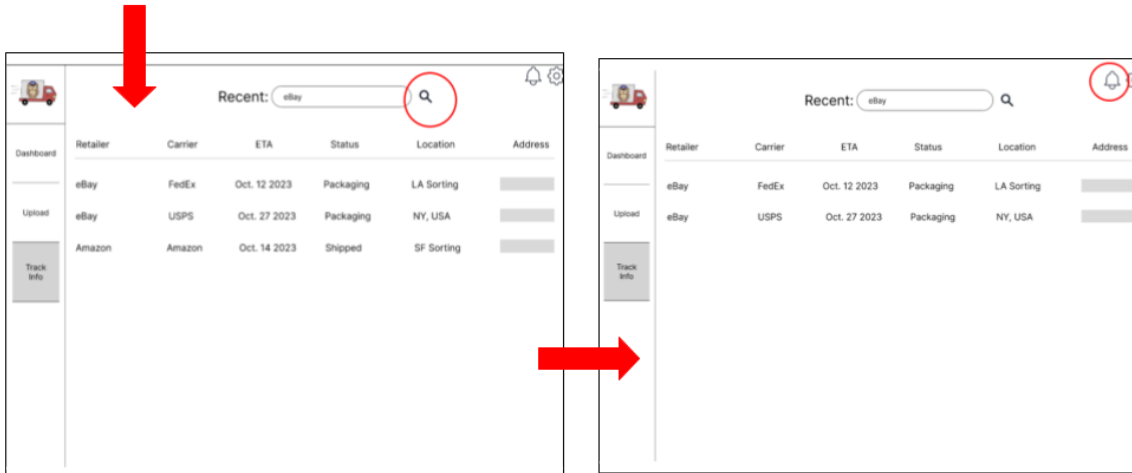 Recent: eBay
Dashboard
Upload
Track
Info
Retailer Carrier ETA Status Location Address
eBay FedEx Oct. 12 2023 Packaging LA Sorting
eBay USPS Oct. 27 2023 Packaging NY, USA
Amazon Amazon Oct. 14 2023 Shipped SF Sorting
Recent: eBay
Dashboard
Upload
Track
Info
Retailer Carrier ETA Status Location Address
eBay FedEx Oct. 12 2023 Packaging LA Sorting
eBay USPS Oct. 27 2023 Packaging NY, USA